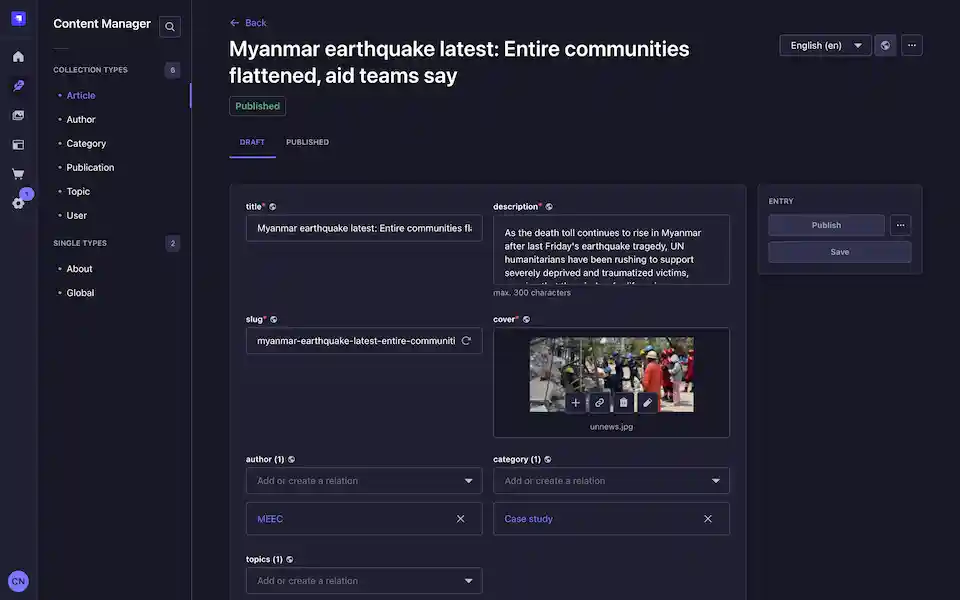 Content Manager
COLLECTION TYPES
6
Article
Author
Category
Publication
Topic
User
SINGLE TYPES
2
About
Global
1
CN
Back
Myanmar earthquake latest: Entire communities
flattened, aid teams say
Published
English (en)
DRAFT
PUBLISHED
title*
Myanmar earthquake latest: Entire communities fla
description*
As the death toll continues to rise in Myanmar
after last Friday's earthquake tragedy, UN
humanitarians have been rushing to support
severely deprived and traumatized victims,
max. 300 characters
slug*
myanmar-earthquake-latest-entire-communiti
cover*
unnews.jpg
author (1)
Add or create a relation
MEEC
category (1)
Add or create a relation
Case study
topics (1)
Add or create a relation
ENTRY
Publish
Save